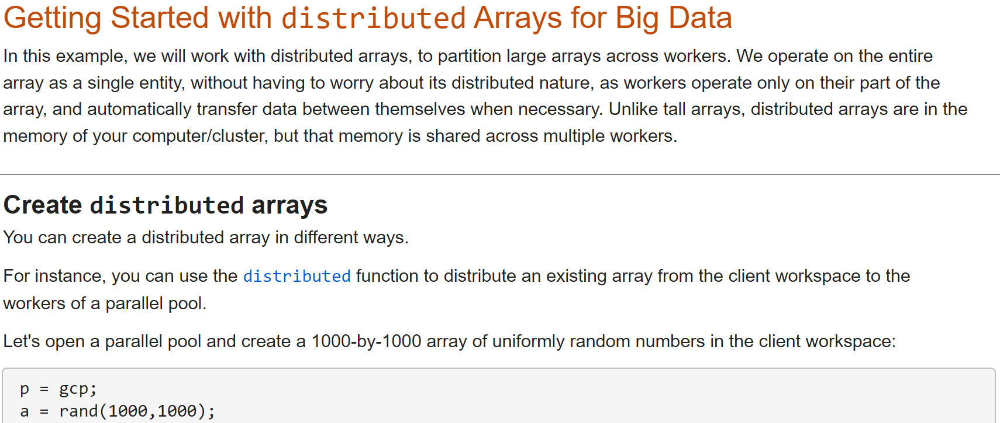 Getting Started with distributed Arrays for Big Data
In this example, we will work with distributed arrays, to partition large arrays across workers. We operate on the entire
array as a single entity, without having to worry about its distributed nature, as workers operate only on their part of the
array, and automatically transfer data between themselves when necessary. Unlike tall arrays, distributed arrays are in the
memory of your computer/cluster, but that memory is shared across multiple workers.
Create distributed arrays
You can create a distributed array in different ways.
For instance, you can use the distributed function to distribute an existing array from the client workspace to the
workers of a parallel pool.
Let's open a parallel pool and create a 1000-by-1000 array of uniformly random numbers in the client workspace:
p = gcp;
a = rand(1000,1000);